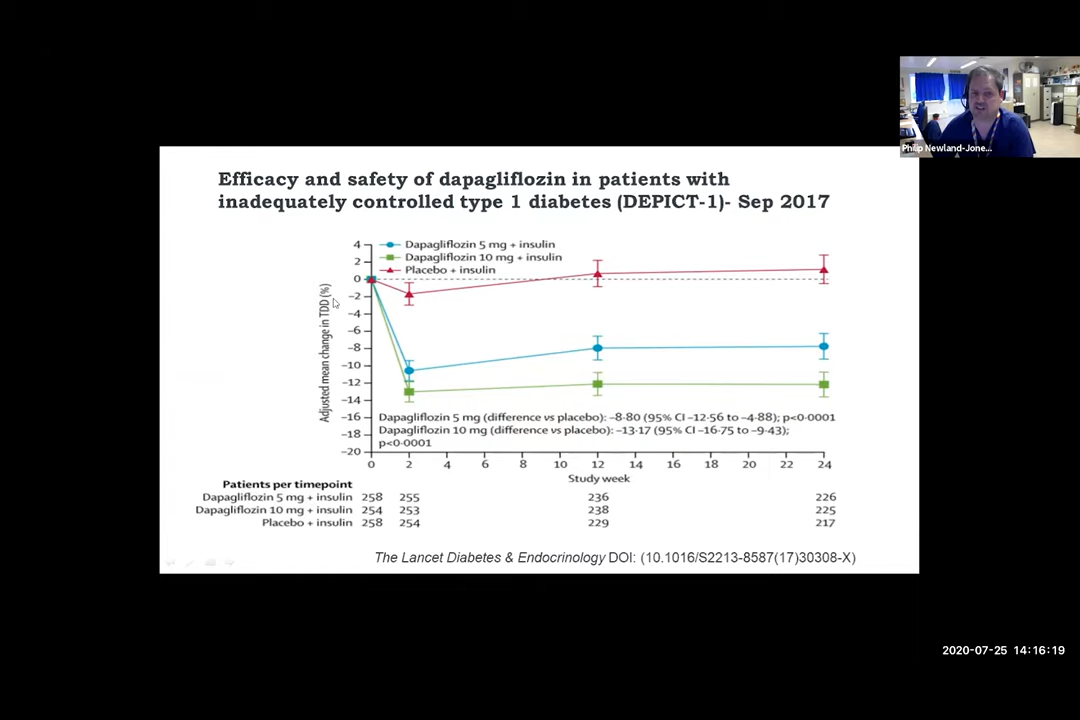 Philip Newland-Jone...
Efficacy and safety of dapagliflozin in patients with
inadequately controlled type 1 diabetes (DEPICT-1)- Sep 2017
Dapagliflozin 5 mg + insulin
Dapagliflozin 10 mg + insulin
Placebo + insulin
Adjusted mean change in TDD (%)
4
2
0
−2
−4
−6
−8
−10
−12
−14
−16
−18
−20
Dapagliflozin 5 mg (difference vs placebo): −8·80 (95% CI −12·56 to −4·88); p<0·0001
Dapagliflozin 10 mg (difference vs placebo): −13·17 (95% CI −16·75 to −9·43);
p<0·0001
0 2 4 6 8 10 12 14 16 18 20 22 24
Study week
Patients per timepoint
Dapagliflozin 5 mg + insulin 258 255 236 226
Dapagliflozin 10 mg + insulin 254 253 238 225
Placebo + insulin 258 254 229 217
The Lancet Diabetes & Endocrinology DOI: (10.1016/S2213-8587(17)30308-X)
2020-07-25 14:16:19